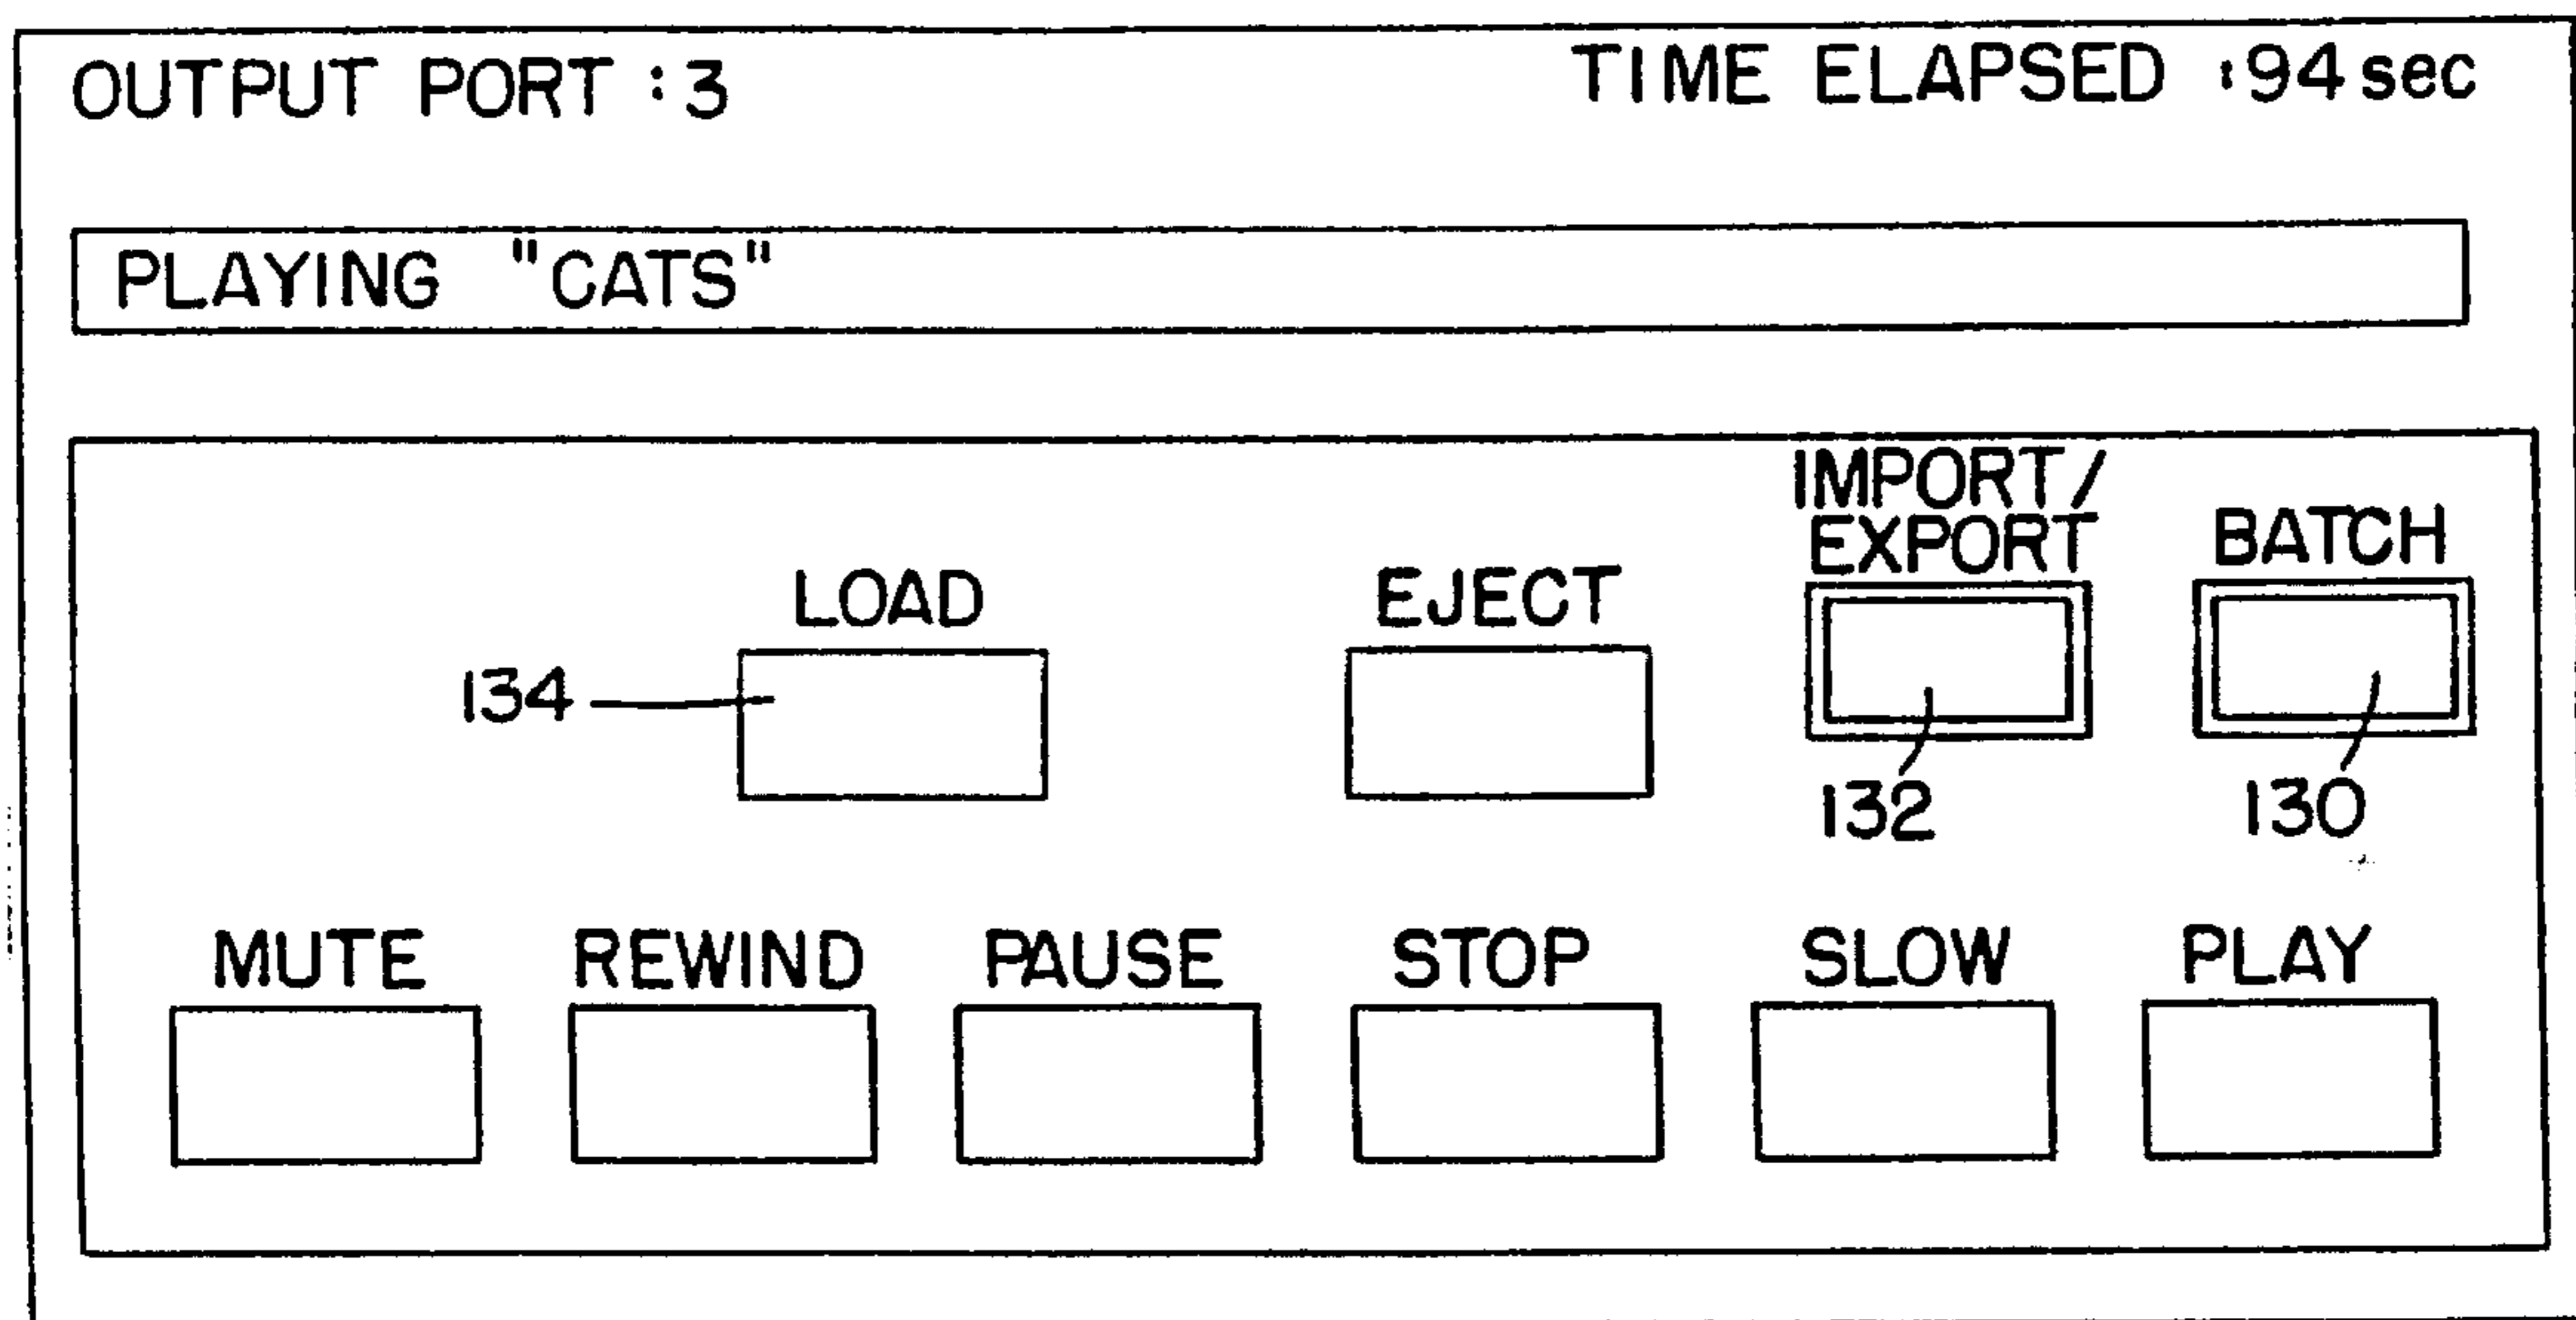 OUTPUT PORT :3
TIME ELAPSED :94 sec
PLAYING "CATS"
IMPORT/
EXPORT
BATCH
LOAD
EJECT
134
132
130
MUTE
REWIND
PAUSE
STOP
SLOW
PLAY